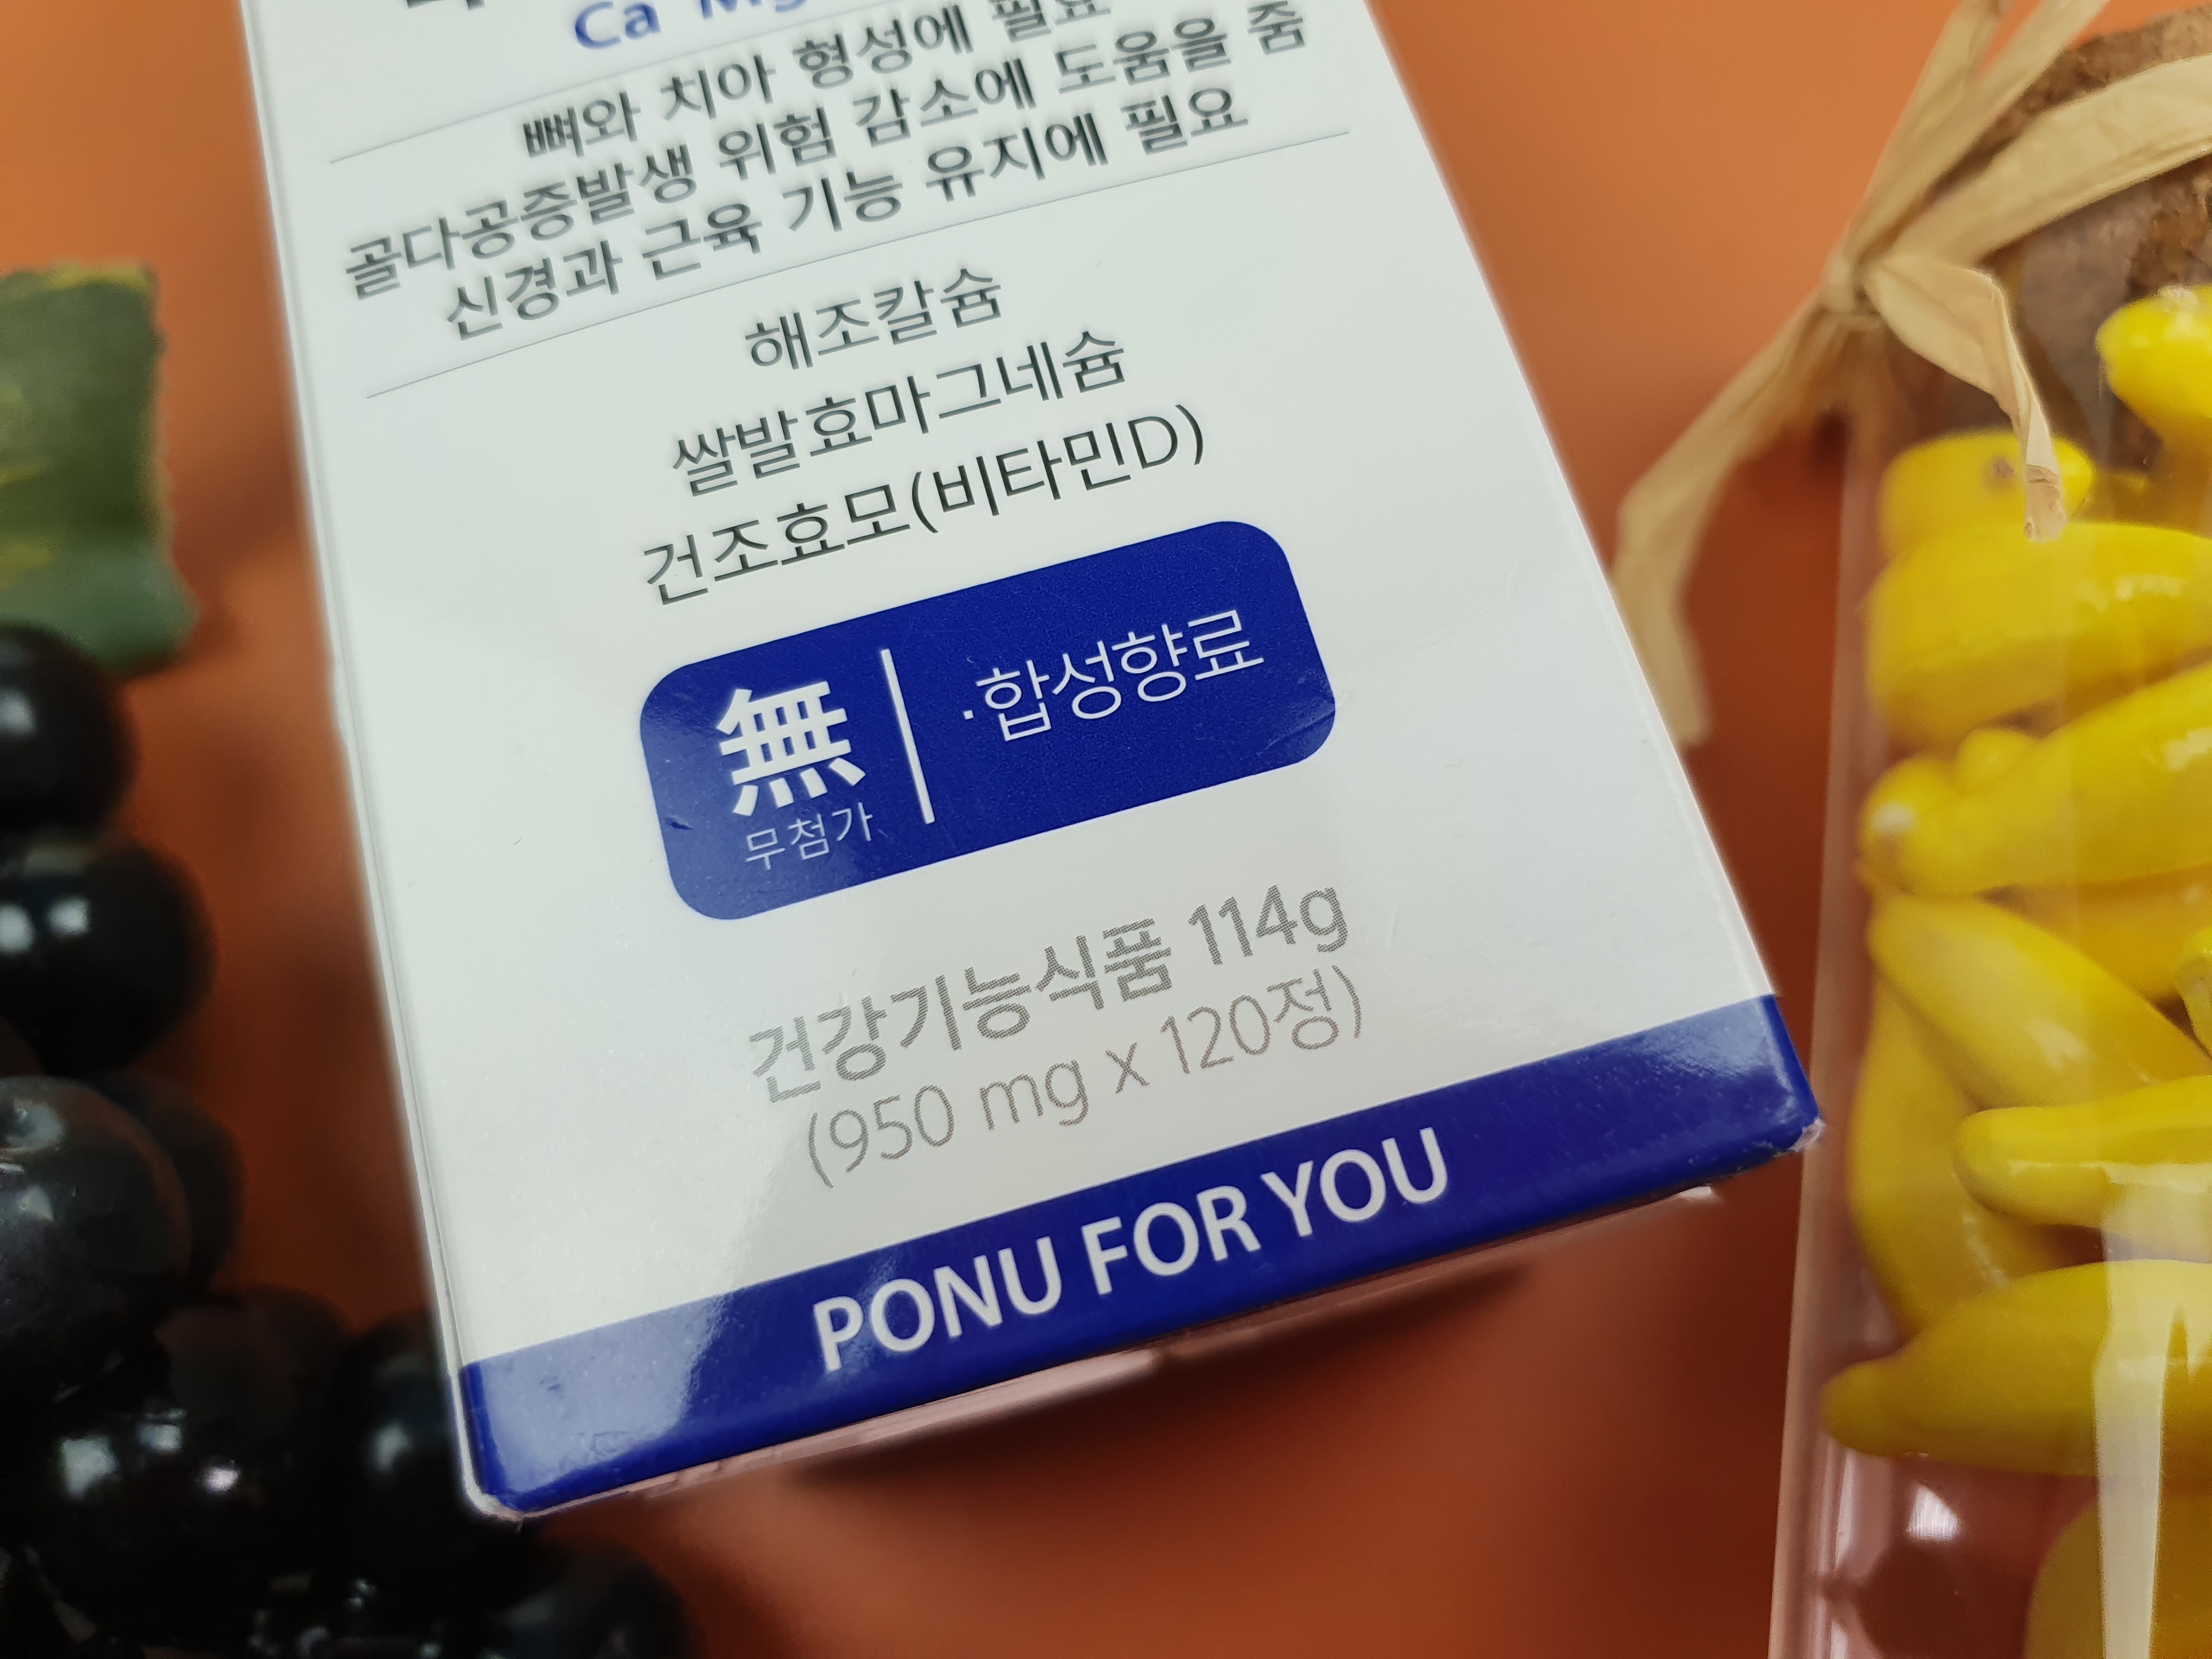 Ca Mg
뼈와 치아 형성에 필요
골다공증발생 위험 감소에 도움을 줌
신경과 근육 기능 유지에 필요
해조칼슘
쌀발효마그네슘
건조효모(비타민D)
無
무첨가
·합성향료
건강기능식품 114g
(950 mg x 120정)
PONU FOR YOU